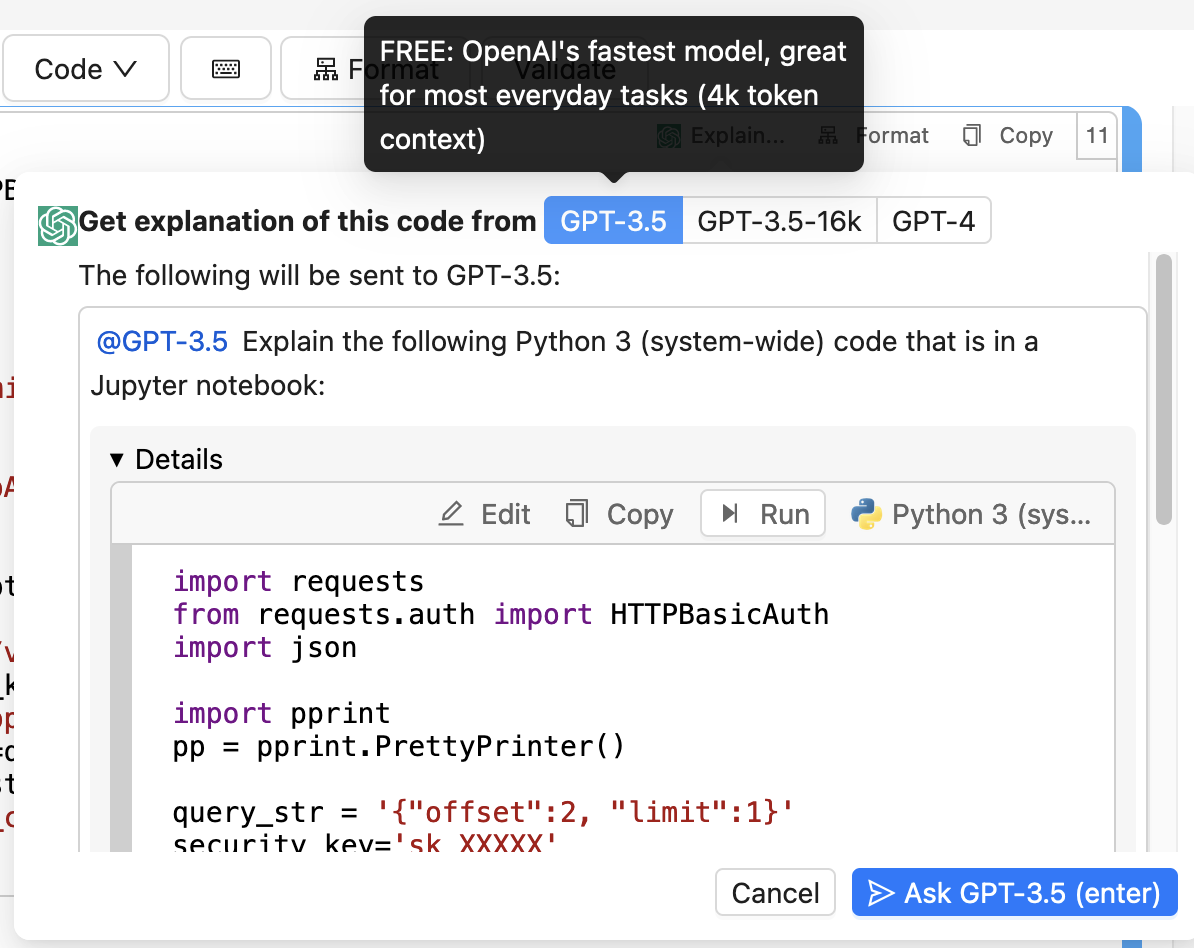 Code
Format
Validate
FREE: OpenAI's fastest model, great
for most everyday tasks (4k token
context)
Explain...
Format
Copy
11
Get explanation of this code from
GPT-3.5
GPT-3.5-16k
GPT-4
The following will be sent to GPT-3.5:
@GPT-3.5 Explain the following Python 3 (system-wide) code that is in a
Jupyter notebook:
▼ Details
Edit
Copy
Run
Python 3 (sys...
import requests
from requests.auth import HTTPBasicAuth
import json
import pprint
pp = pprint.PrettyPrinter()
query_str = '{"offset":2, "limit":1}'
security_key='sk_XXXXX'
Cancel
Ask GPT-3.5 (enter)